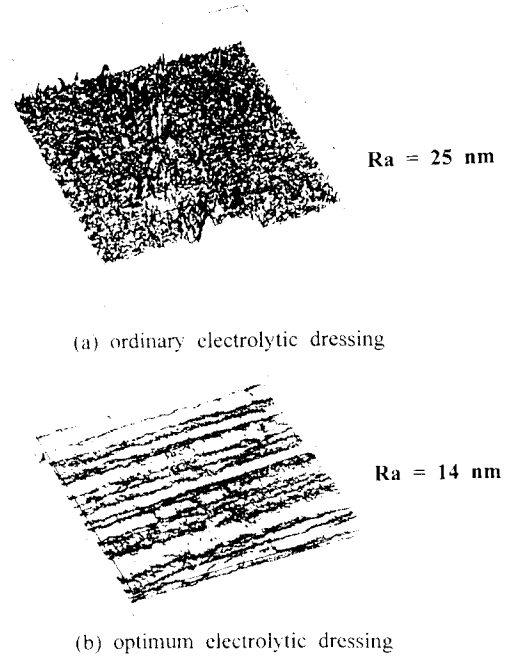 Ra = 25 nm
(a) ordinary electrolytic dressing
Ra = 14 nm
(b) optimum electrolytic dressing